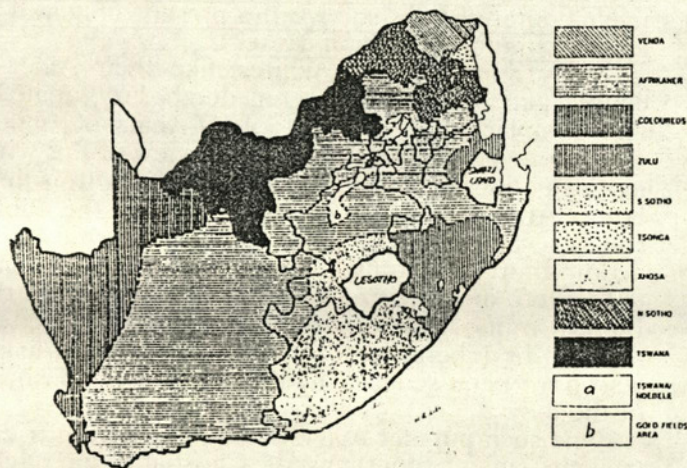 VENDA
AFRIKANER
COLOUREDS
ZULU
S SOTHO
TSONGA
XHOSA
N SOTHO
TSWANA
a
TSWANA/
NDEBELE
b
GOLD FIELDS
AREA
SWAZI
LAND
b
LESOTHO